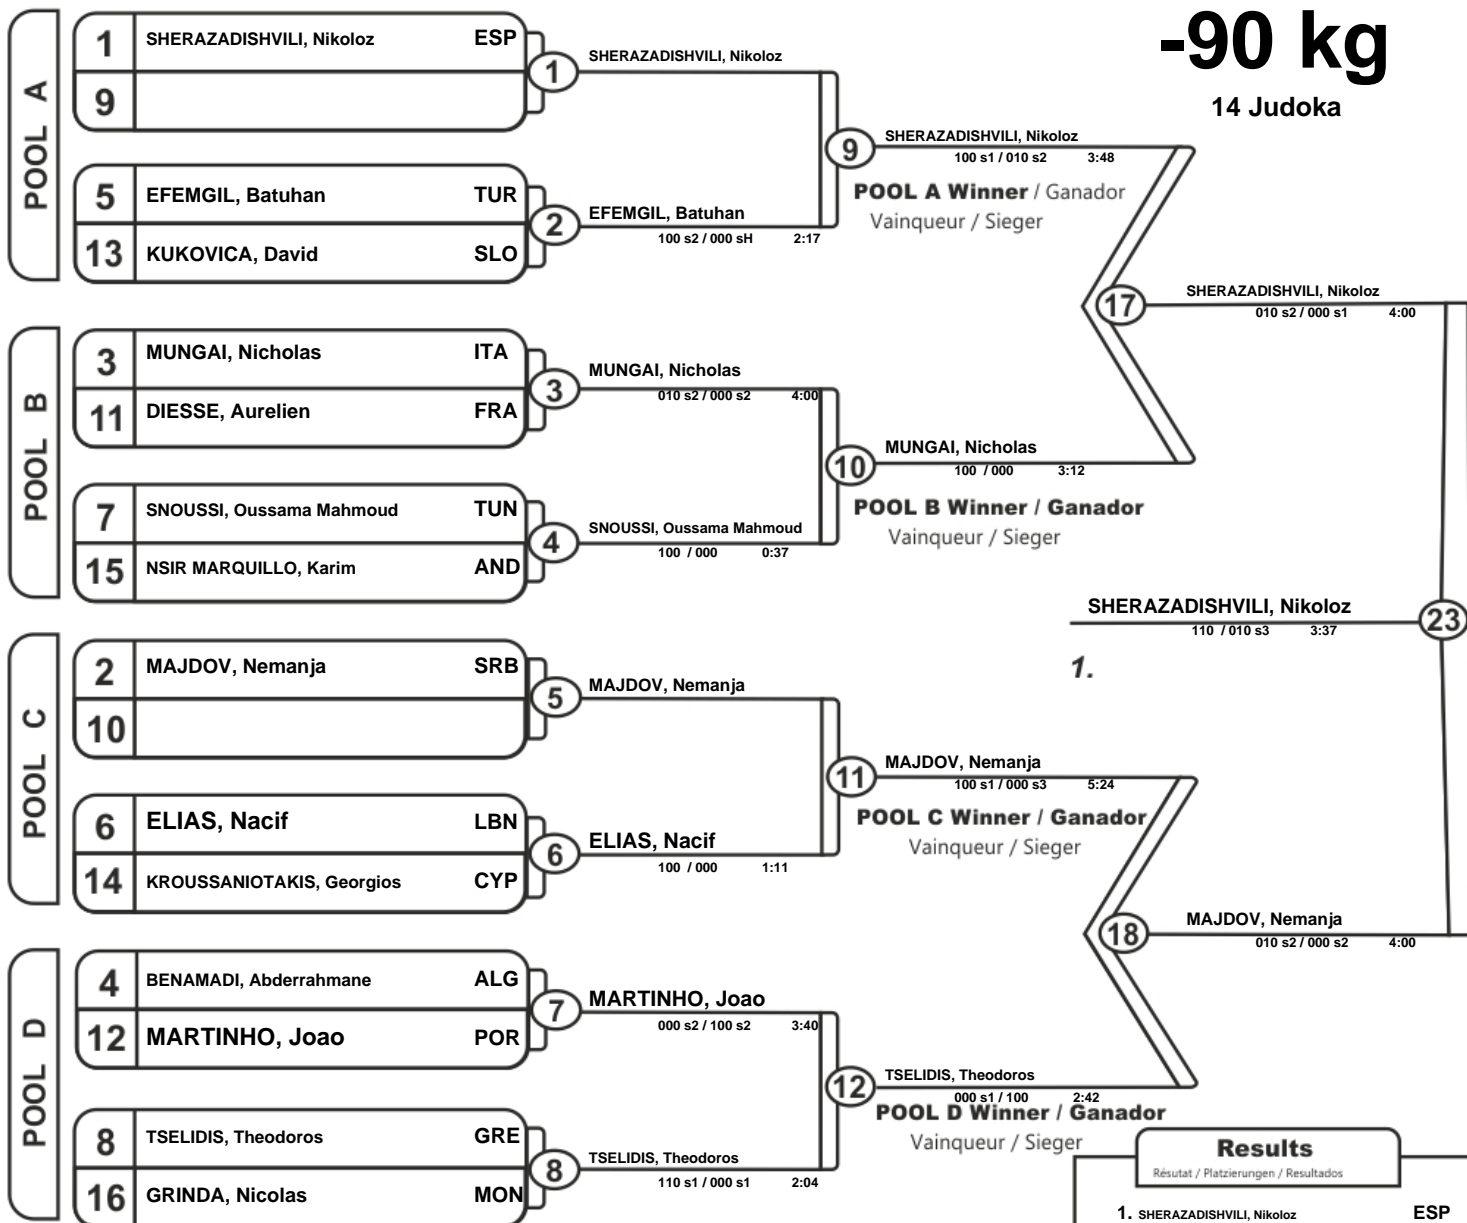 -90 kg
14 Judoka
POOL A
1 SHERAZADISHVILI, Nikoloz ESP
9
1
SHERAZADISHVILI, Nikoloz
5 EFEMGIL, Batuhan TUR
13 KUKOVICA, David SLO
2
EFEMGIL, Batuhan
100 s2 / 000 sH 2:17
9
SHERAZADISHVILI, Nikoloz
100 s1 / 010 s2 3:48
POOL A Winner / Ganador
Vainqueur / Sieger
POOL B
3 MUNGAI, Nicholas ITA
11 DIESSE, Aurelien FRA
3
MUNGAI, Nicholas
010 s2 / 000 s2 4:00
7 SNOUSSI, Oussama Mahmoud TUN
15 NSIR MARQUILLO, Karim AND
4
SNOUSSI, Oussama Mahmoud
100 / 000 0:37
10
MUNGAI, Nicholas
100 / 000 3:12
POOL B Winner / Ganador
Vainqueur / Sieger
17
SHERAZADISHVILI, Nikoloz
010 s2 / 000 s1 4:00
SHERAZADISHVILI, Nikoloz
110 / 010 s3 3:37
23
1.
POOL C
2 MAJDOV, Nemanja SRB
10
5
MAJDOV, Nemanja
6 ELIAS, Nacif LBN
14 KROUSSANIOTAKIS, Georgios CYP
6
ELIAS, Nacif
100 / 000 1:11
11
MAJDOV, Nemanja
100 s1 / 000 s3 5:24
POOL C Winner / Ganador
Vainqueur / Sieger
POOL D
4 BENAMADI, Abderrahmane ALG
12 MARTINHO, Joao POR
7
MARTINHO, Joao
000 s2 / 100 s2 3:40
8 TSELIDIS, Theodoros GRE
16 GRINDA, Nicolas MON
8
TSELIDIS, Theodoros
110 s1 / 000 s1 2:04
12
TSELIDIS, Theodoros
000 s1 / 100 2:42
POOL D Winner / Ganador
Vainqueur / Sieger
18
MAJDOV, Nemanja
010 s2 / 000 s2 4:00
Results
Résutat / Platzierungen / Resultados
1. SHERAZADISHVILI, Nikoloz ESP